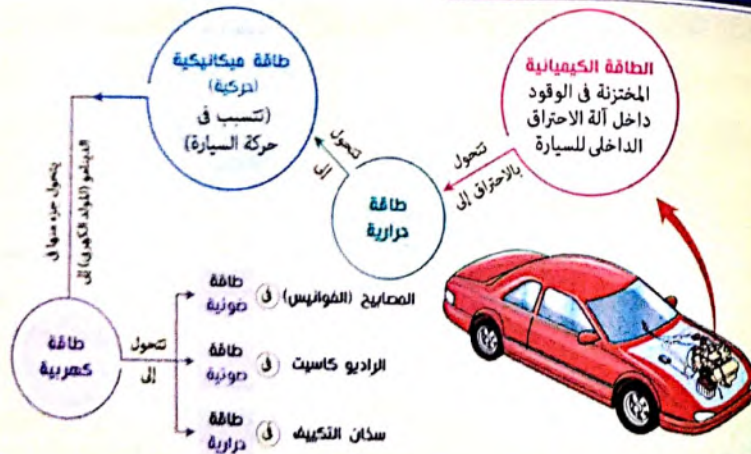 الطاقة الكيميائية
المختزنة فى الوقود
داخل آلة الاحتراق
الداخلى للسيارة
تتحول
بالاحتراق إلى
طاقة
حرارية
تتحول
إلى
طاقة ميكانيكية
(حركية)
(تتسبب فى
حركة السيارة)
يتحول جزء منها فى
الدينامو (المولد الكهربى) إلى
طاقة
كهربية
تتحول
إلى
طاقة
ضوئية
فى
المصابيح (الفوانيس)
طاقة
صوتية
فى
الراديو كاسيت
طاقة
حرارية
فى
سخان التكييف